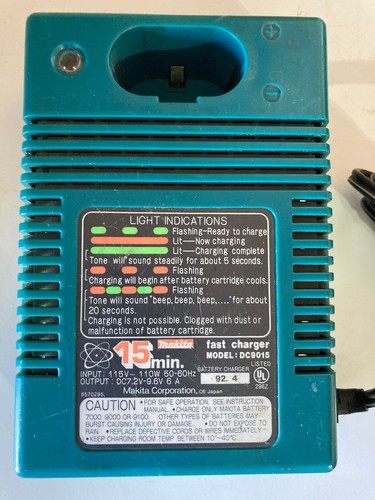 LIGHT INDICATIONS
Flashing-Ready to charge
Lit—Now charging
Lit—Charging complete
Tone will sound steadily for about 5 seconds.
Flashing
Charging will begin after battery cartridge cools.
Flashing
Tone will sound "beep, beep, beep,...." for about
20 seconds.
Charging is not possible. Clogged with dust or
malfunction of battery cartridge.
15 min. makita fast charger
MODEL: DC9015
INPUT: 115V~ 110W 50-60Hz
OUTPUT: DC7.2V-9.6V 6 A
BATTERY CHARGER
92. 4
LISTED
UL
296Z
Makita Corporation, OE Japan
857029S
CAUTION • FOR SAFE OPERATION, SEE INSTRUCTION
MANUAL. • CHARGE ONLY MAKITA BATTERY
7000, 9000 OR 9100. OTHER TYPES OF BATTERIES MAY
BURST CAUSING INJURY OR DAMAGE. • DO NOT EXPOSE TO
RAIN. • REPLACE DEFECTIVE CORDS OR WIRES IMMEDIATELY.
• KEEP CHARGING ROOM TEMP. BETWEEN 10°~40°C